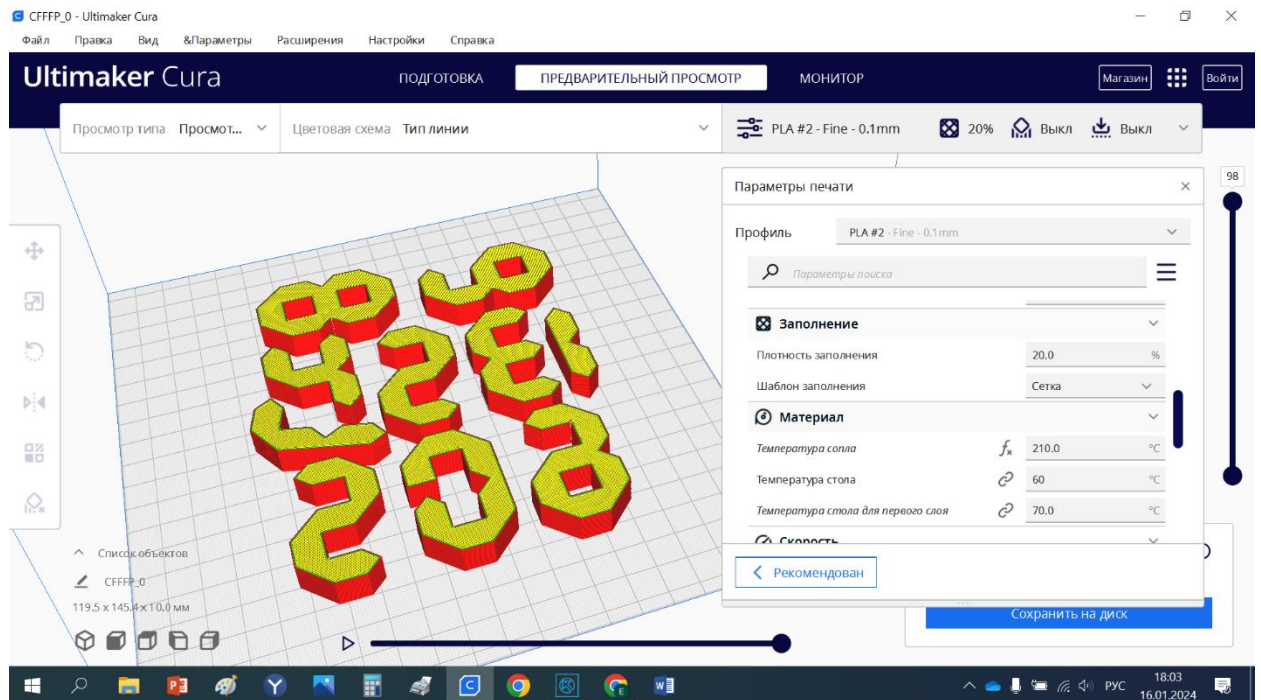 CFFFP_0 - Ultimaker Cura
Файл Правка Вид &Параметры Расширения Настройки Справка
Ultimaker Cura ПОДГОТОВКА ПРЕДВАРИТЕЛЬНЫЙ ПРОСМОТР МОНИТОР Магазин Войти
Просмотр типа Просмот... Цветовая схема Тип линии PLA #2 - Fine - 0.1mm 20% Выкл Выкл
Параметры печати
98
Профиль PLA #2 - Fine - 0.1mm
Параметры поиска
Заполнение
Плотность заполнения 20.0 %
Шаблон заполнения Сетка
Материал
Температура сопла 210.0 °C
Температура стола 60 °C
Температура стола для первого слоя 70.0 °C
Скорость
Список объектов
CFFFP_0
Рекомендован
119.5 x 145.4 x 10.0 мм
Сохранить на диск
РУС
18:03
16.01.2024